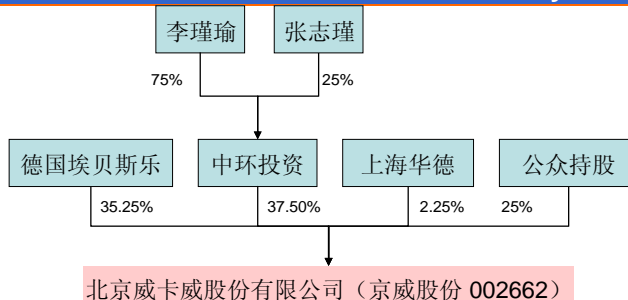 李瑾瑜 张志瑾
75% 25%
德国埃贝斯乐 中环投资 上海华德 公众持股
35.25% 37.50% 2.25% 25%
北京威卡威股份有限公司（京威股份 002662）